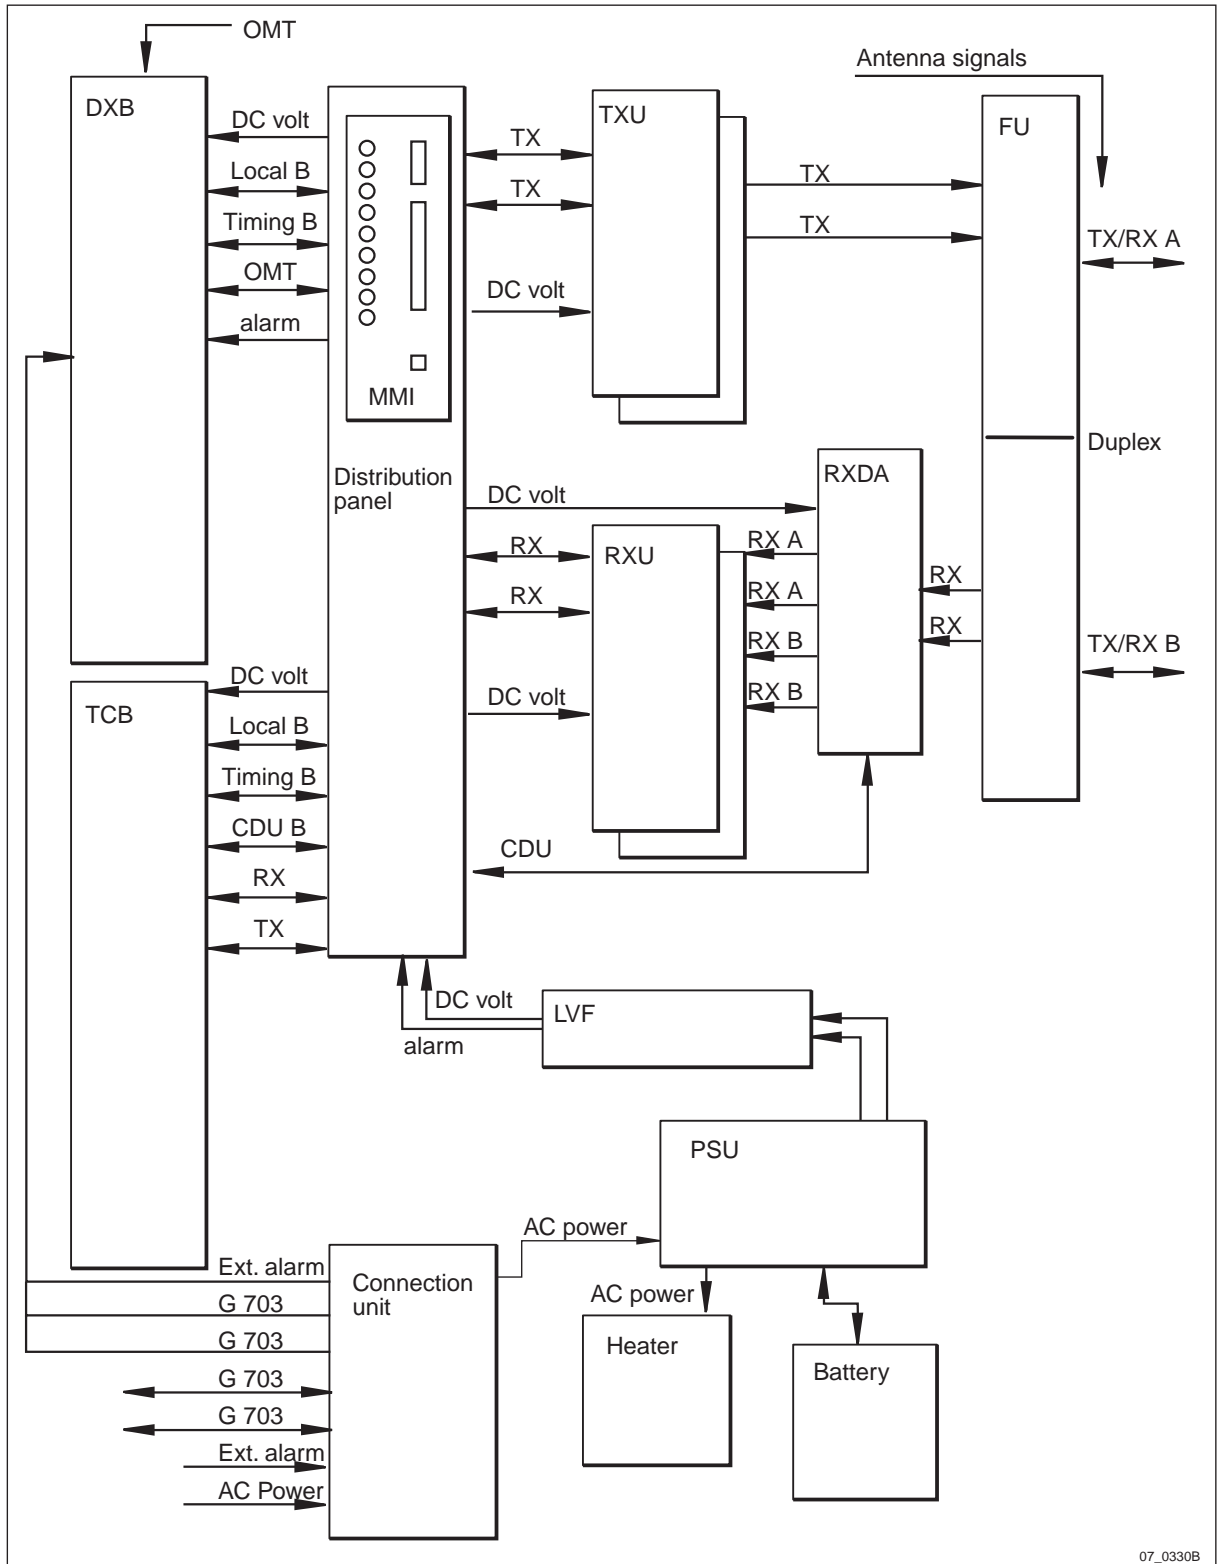 OMT
Antenna signals
DXB
DC volt
Local B
Timing B
OMT
alarm
MMI
Distribution
panel
TX
TX
DC volt
TXU
TX
TX
FU
TX/RX A
Duplex
TX/RX B
DC volt
RX
RX
DC volt
RXU
RXDA
RX A
RX A
RX B
RX B
RX
RX
CDU
TCB
DC volt
Local B
Timing B
CDU B
RX
TX
DC volt
alarm
LVF
PSU
AC power
AC power
Heater
Battery
Connection
unit
Ext. alarm
G 703
G 703
G 703
G 703
Ext. alarm
AC Power
07_0330B